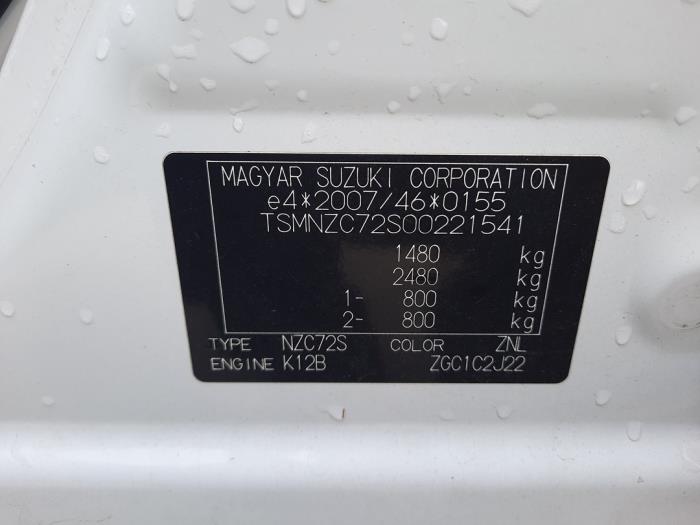 MAGYAR SUZUKI CORPORATION
e4*2007/46*0155
TSMNZC72S00221541
1480 kg
2480 kg
1- 800 kg
2- 800 kg
TYPE NZC72S COLOR ZNL
ENGINE K12B ZGC1C2J22